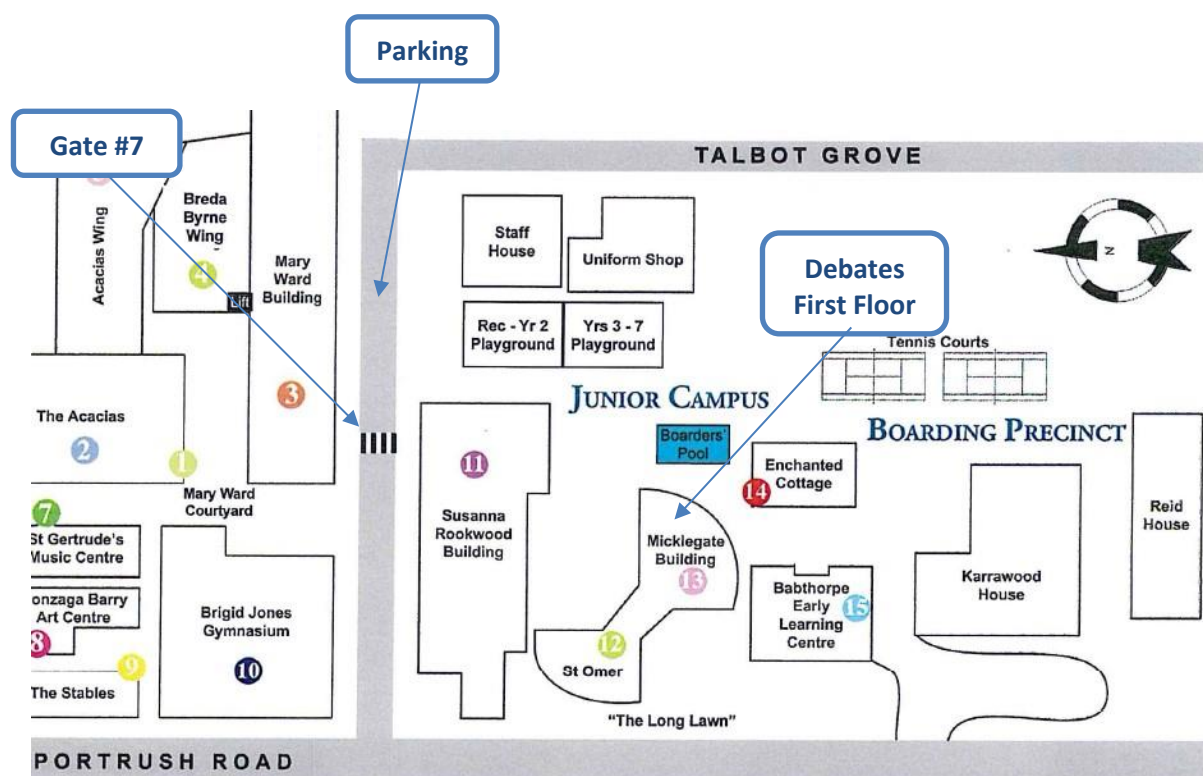 Parking
Gate #7
TALBOT GROVE
Acacias Wing
Breda
Byrne
Wing
4
Lift
Mary
Ward
Building
3
Staff
House
Uniform Shop
Rec - Yr 2
Playground
Yrs 3 - 7
Playground
Debates
First Floor
N
Tennis Courts
JUNIOR CAMPUS
BOARDING PRECINCT
The Acacias
2
1
Mary Ward
Courtyard
Boarders'
Pool
11
Susanna
Rookwood
Building
Enchanted
Cottage
14
Micklegate
Building
13
Reid
House
Karrawood
House
Babthorpe
Early
Learning
Centre
15
7
St Gertrude's
Music Centre
onzaga Barry
Art Centre
8
9
The Stables
Brigid Jones
Gymnasium
10
12
St Omer
"The Long Lawn"
PORTRUSH ROAD